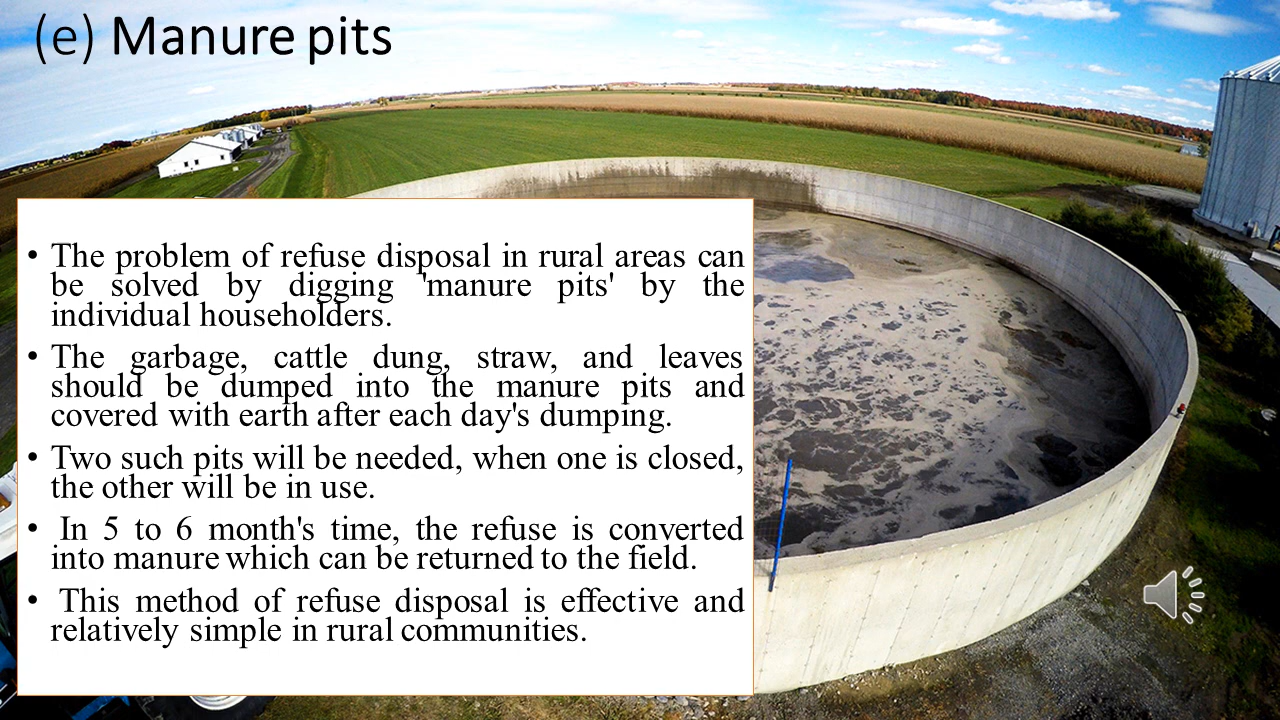 (e) Manure pits
• The problem of refuse disposal in rural areas can
be solved by digging 'manure pits' by the
individual householders.
• The garbage, cattle dung, straw, and leaves
should be dumped into the manure pits and
covered with earth after each day's dumping.
• Two such pits will be needed, when one is closed,
the other will be in use.
• In 5 to 6 month's time, the refuse is converted
into manure which can be returned to the field.
• This method of refuse disposal is effective and
relatively simple in rural communities.